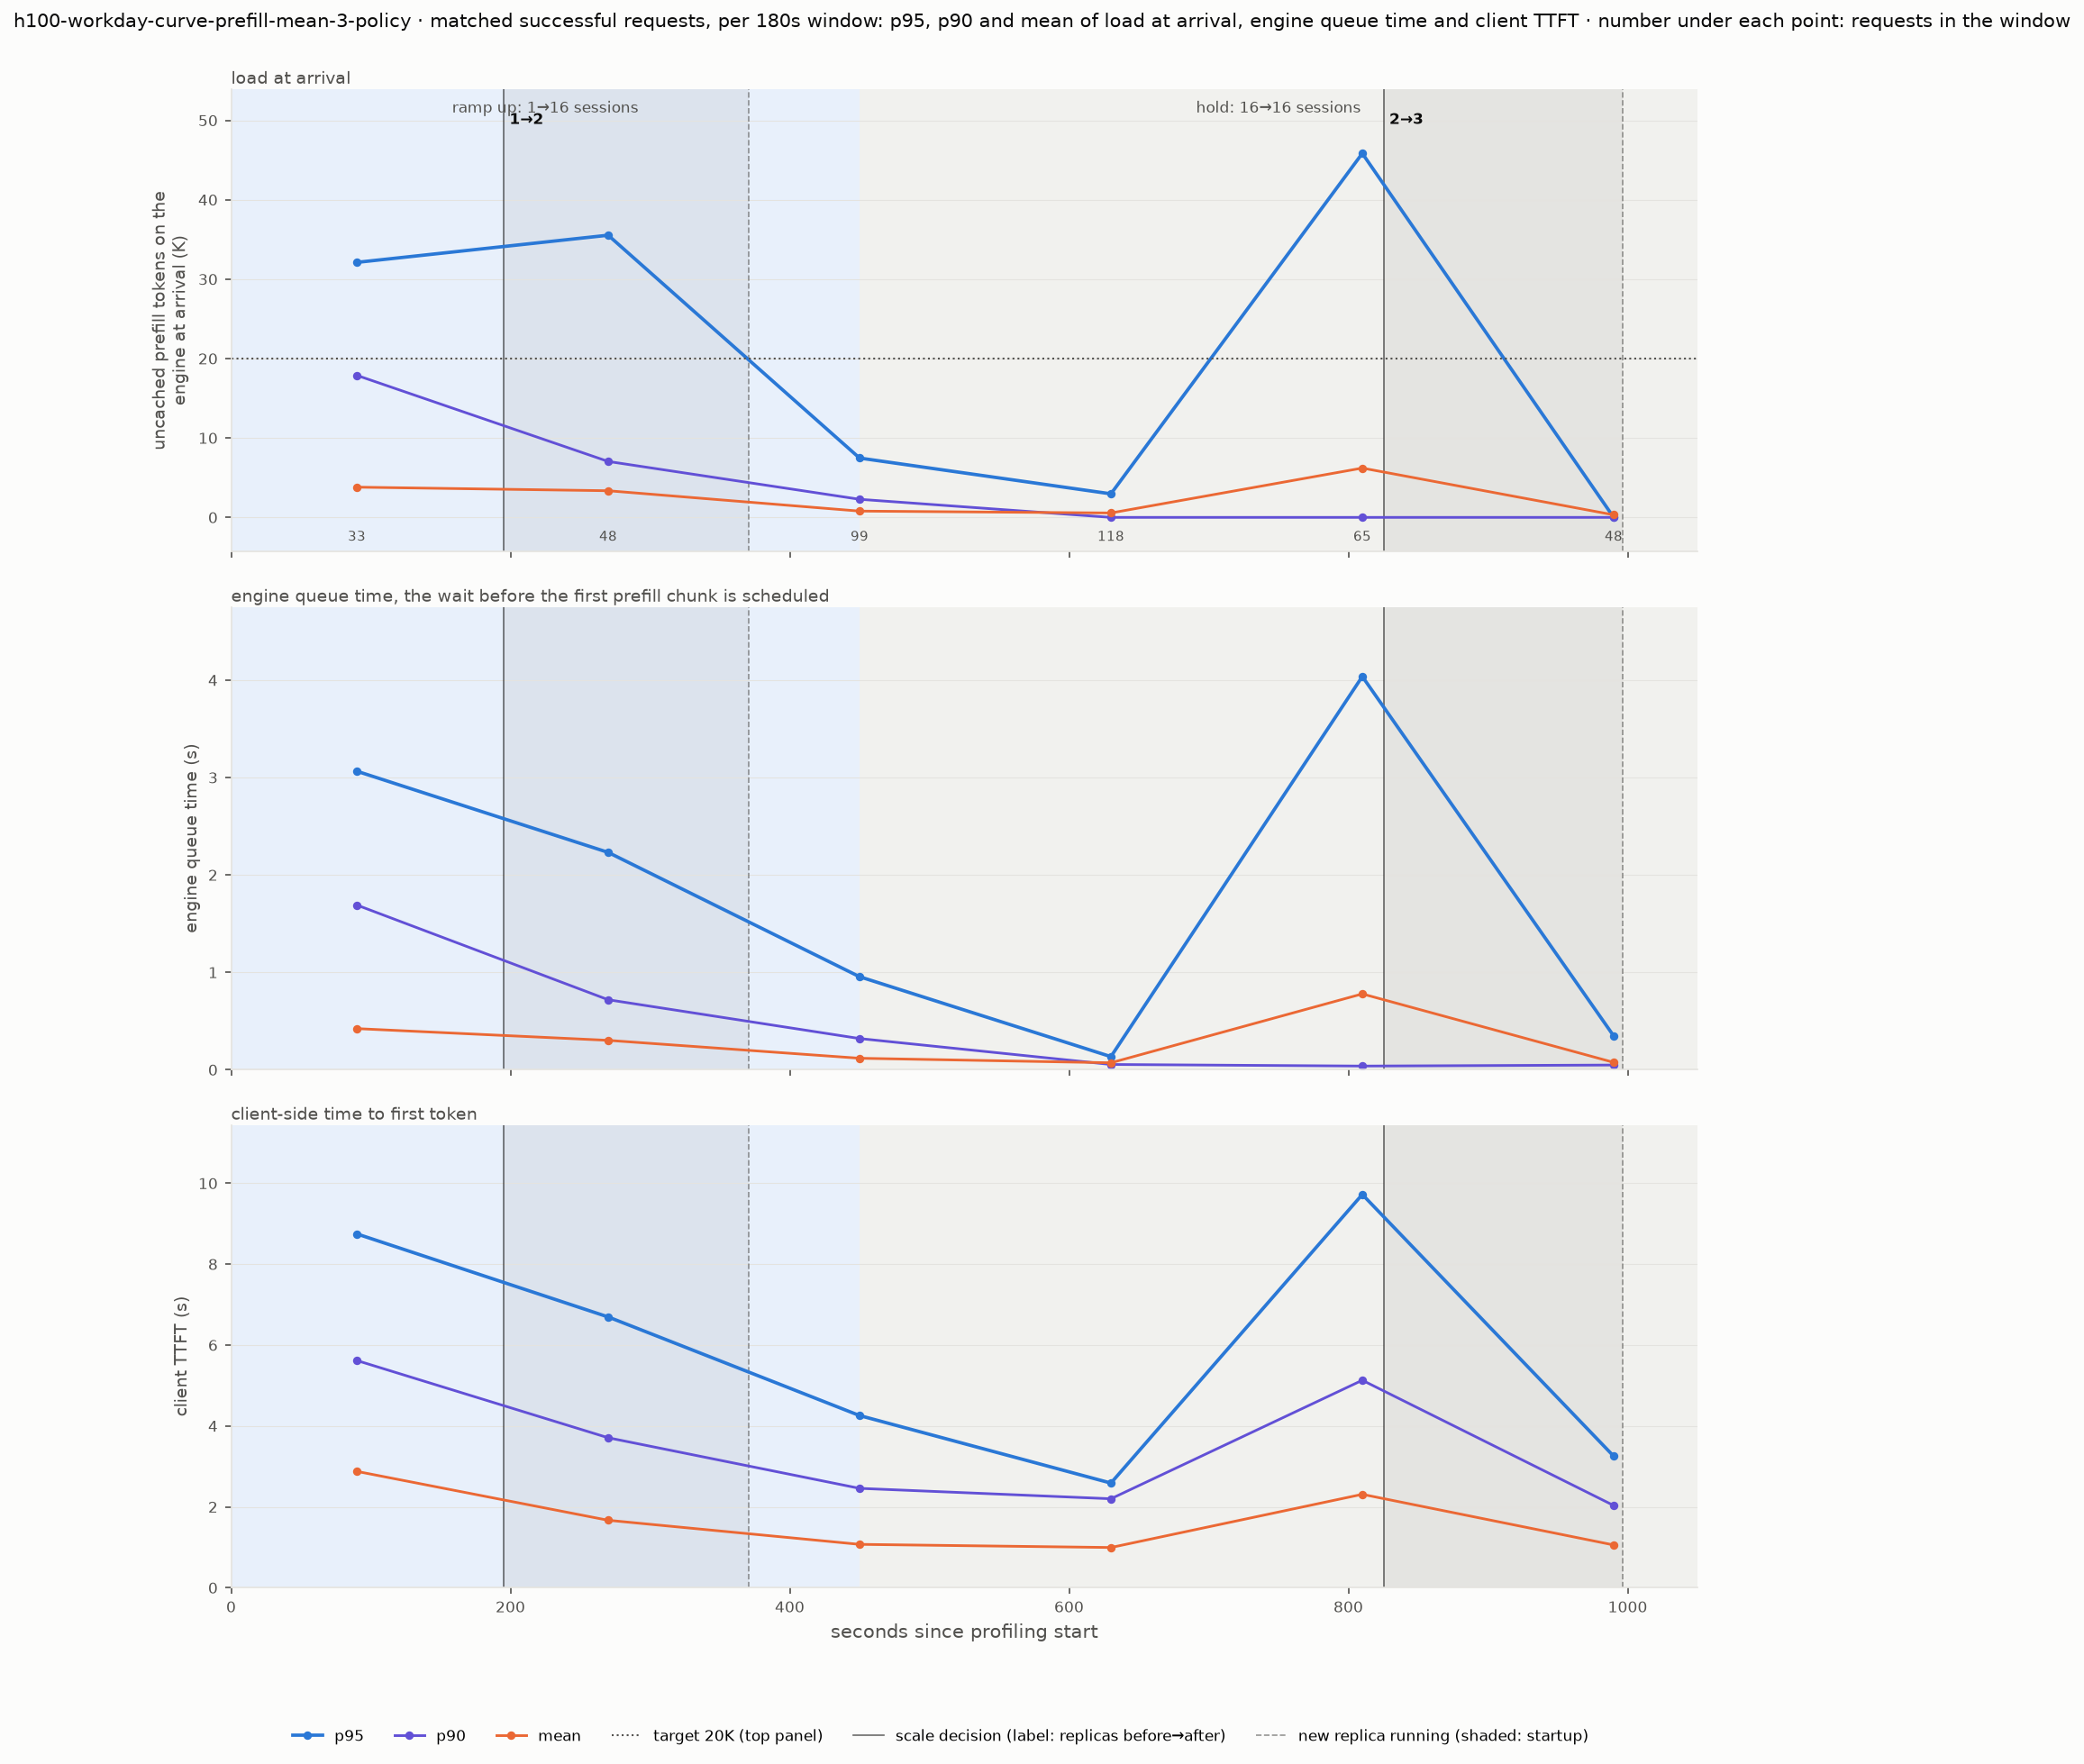 h100-workday-curve-prefill-mean-3-policy · matched successful requests, per 180s window: p95, p90 and mean of load at arrival, engine queue time and client TTFT · number under each point: requests in the window
load at arrival
ramp up: 1→16 sessions
hold: 16→16 sessions
1→2
2→3
uncached prefill tokens on the
engine at arrival (K)
50
40
30
20
10
0
33
48
99
118
65
48
engine queue time, the wait before the first prefill chunk is scheduled
engine queue time (s)
4
3
2
1
0
client-side time to first token
client TTFT (s)
10
8
6
4
2
0
0
200
400
600
800
1000
seconds since profiling start
p95
p90
mean
target 20K (top panel)
scale decision (label: replicas before→after)
new replica running (shaded: startup)